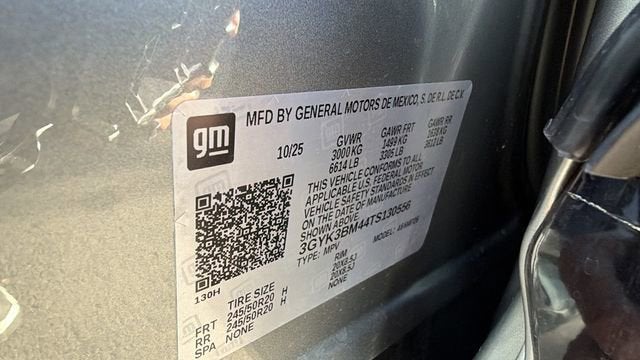 gm
MFD BY GENERAL MOTORS DE MEXICO, S. DE R.L. DE C.V.
10/25
GVWR GAWR FRT GAWR RR
3000 KG 1499 KG 1638 KG
6614 LB 3305 LB 3612 LB
THIS VEHICLE CONFORMS TO ALL
APPLICABLE U.S. FEDERAL MOTOR
VEHICLE SAFETY STANDARDS IN EFFECT
ON THE DATE OF MANUFACTURE
SHOWN ABOVE.
3GYK3BM44TS130556
TYPE: MPV MODEL:
130H
TIRE SIZE RIM
FRT 245/50R20 H 20X8.5J
RR 245/50R20 H 20X8.5J
SPA NONE NONE